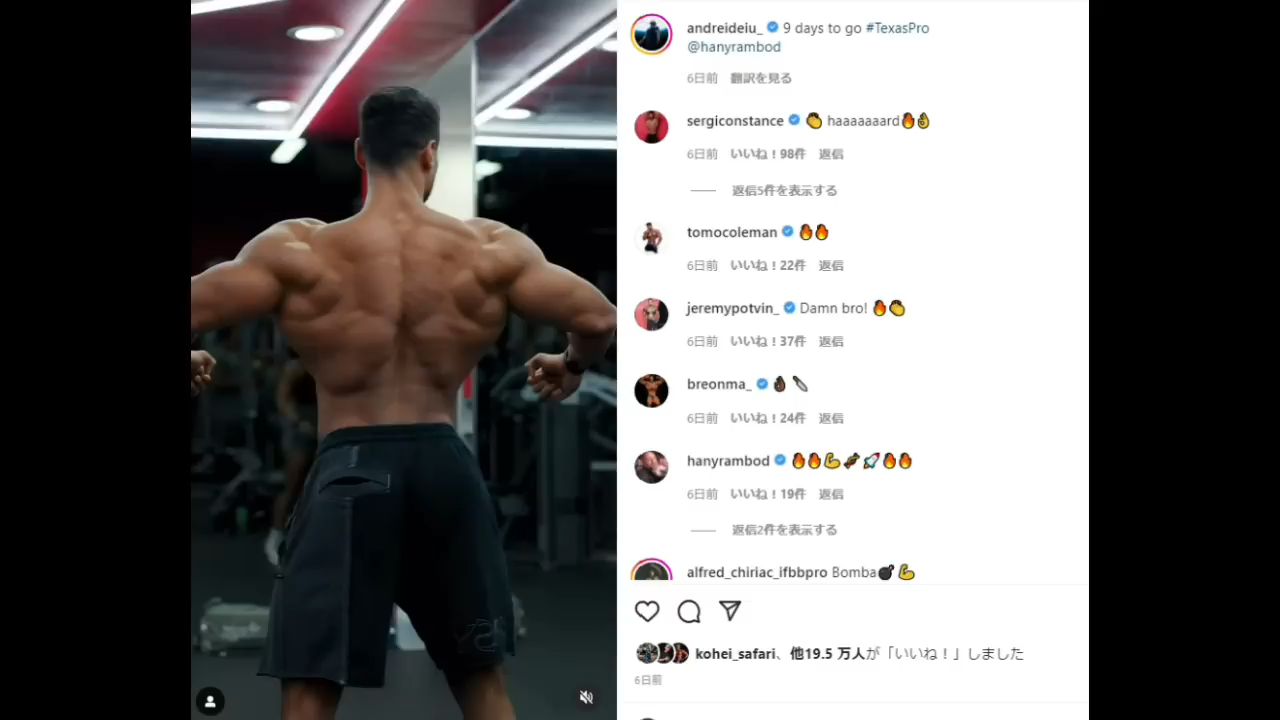 andreideiu_ 9 days to go #TexasPro
@hanyrambod
6日前 翻訳を見る
sergiconstance 👏 haaaaaaard🔥👌
6日前 いいね！98件 返信
返信5件を表示する
tomocoleman 🔥🔥
6日前 いいね！22件 返信
jeremypotvin_ Damn bro! 🔥👏
6日前 いいね！37件 返信
breonma_
6日前 いいね！24件 返信
hanyrambod 🔥🔥💪🧨🚀🔥🔥
6日前 いいね！19件 返信
返信2件を表示する
alfred_chiriac_ifbbpro Bomba💣💪
kohei_safari、他19.5 万人が「いいね！」しました
6日前